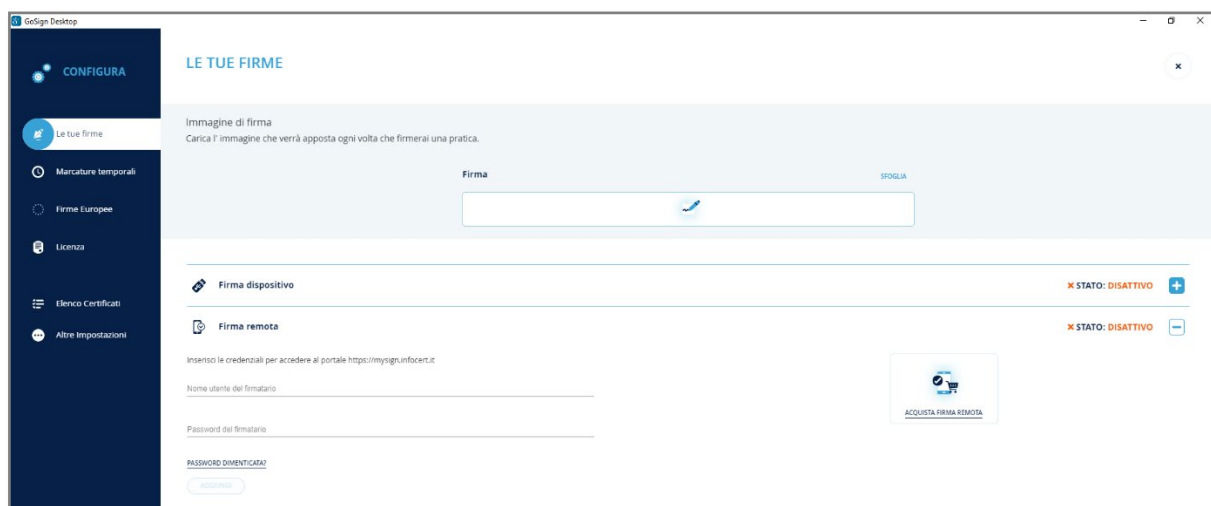 GoSign Desktop
CONFIGURA
Le tue firme
Marcature temporali
Firme Europee
Licenza
Elenco Certificati
Altre Impostazioni
LE TUE FIRME
Immagine di firma
Carica l' immagine che verrà apposta ogni volta che firmerai una pratica.
Firma
SFOGLIA
Firma dispositivo
STATO: DISATTIVO
Firma remota
STATO: DISATTIVO
Inserisci le credenziali per accedere al portale https://mysign.infocert.it
Nome utente del firmatario
Password del firmatario
PASSWORD DIMENTICATA?
AGGIUNGI
ACQUISTA FIRMA REMOTA